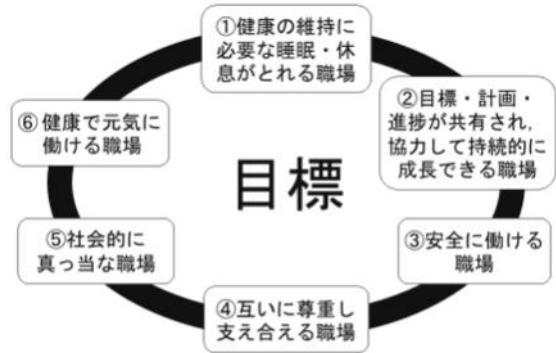 ①健康の維持に
必要な睡眠・休
息がとれる職場
②目標・計画・
進捗が共有され,
協力して持続的に
成長できる職場
③安全に働ける
職場
④互いに尊重し
支え合える職場
⑤社会的に
真っ当な職場
⑥健康で元気に
働ける職場
目標